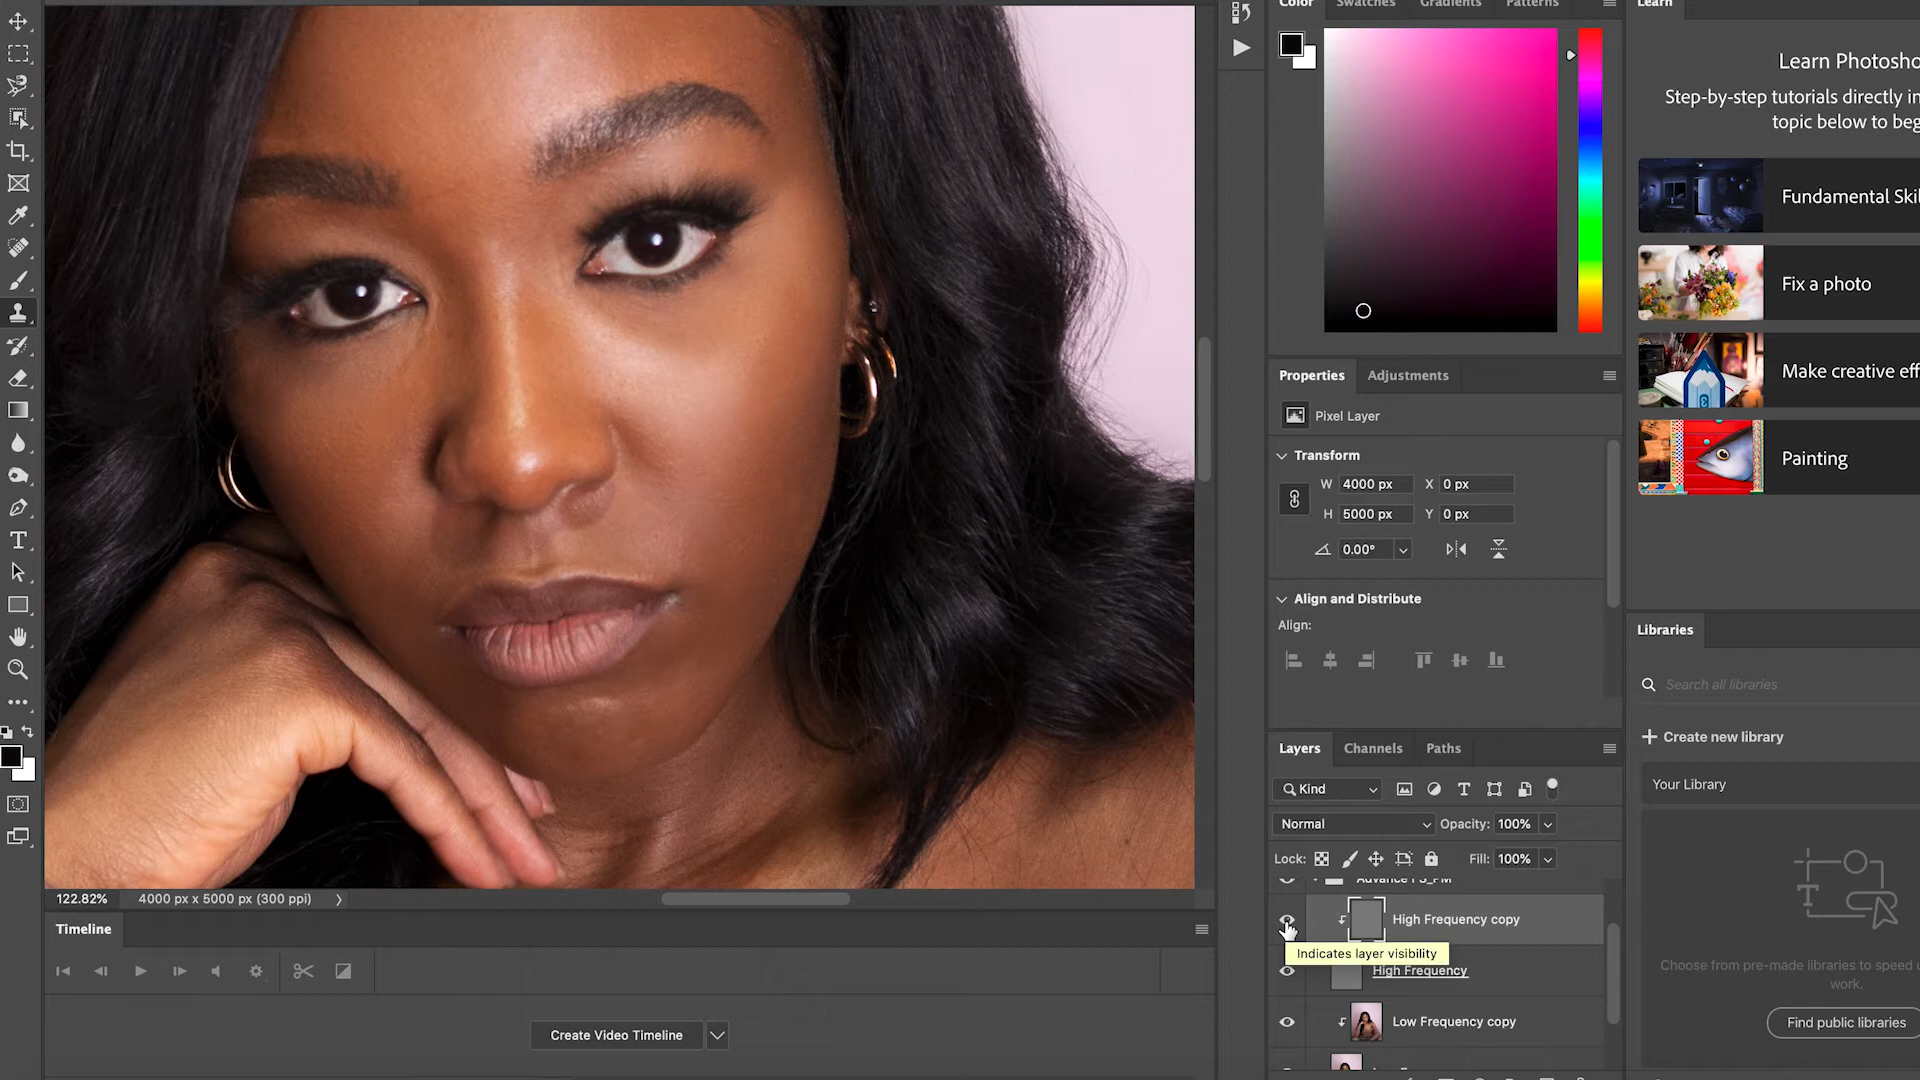 Color Swatches Gradients Patterns
Learn
Learn Photosho
Step-by-step tutorials directly in
topic below to beg
Fundamental Skil
Fix a photo
Make creative eff
Painting
Properties Adjustments
Pixel Layer
Transform
W 4000 px X 0 px
H 5000 px Y 0 px
0.00°
Align and Distribute
Align:
Libraries
Search all libraries
Create new library
Your Library
Choose from pre-made libraries to speed u
work.
Find public libraries
Layers Channels Paths
Kind
Normal Opacity: 100%
Lock: Fill: 100%
High Frequency copy
Indicates layer visibility
High Frequency
Low Frequency copy
122.82% 4000 px x 5000 px (300 ppi)
Timeline
Create Video Timeline